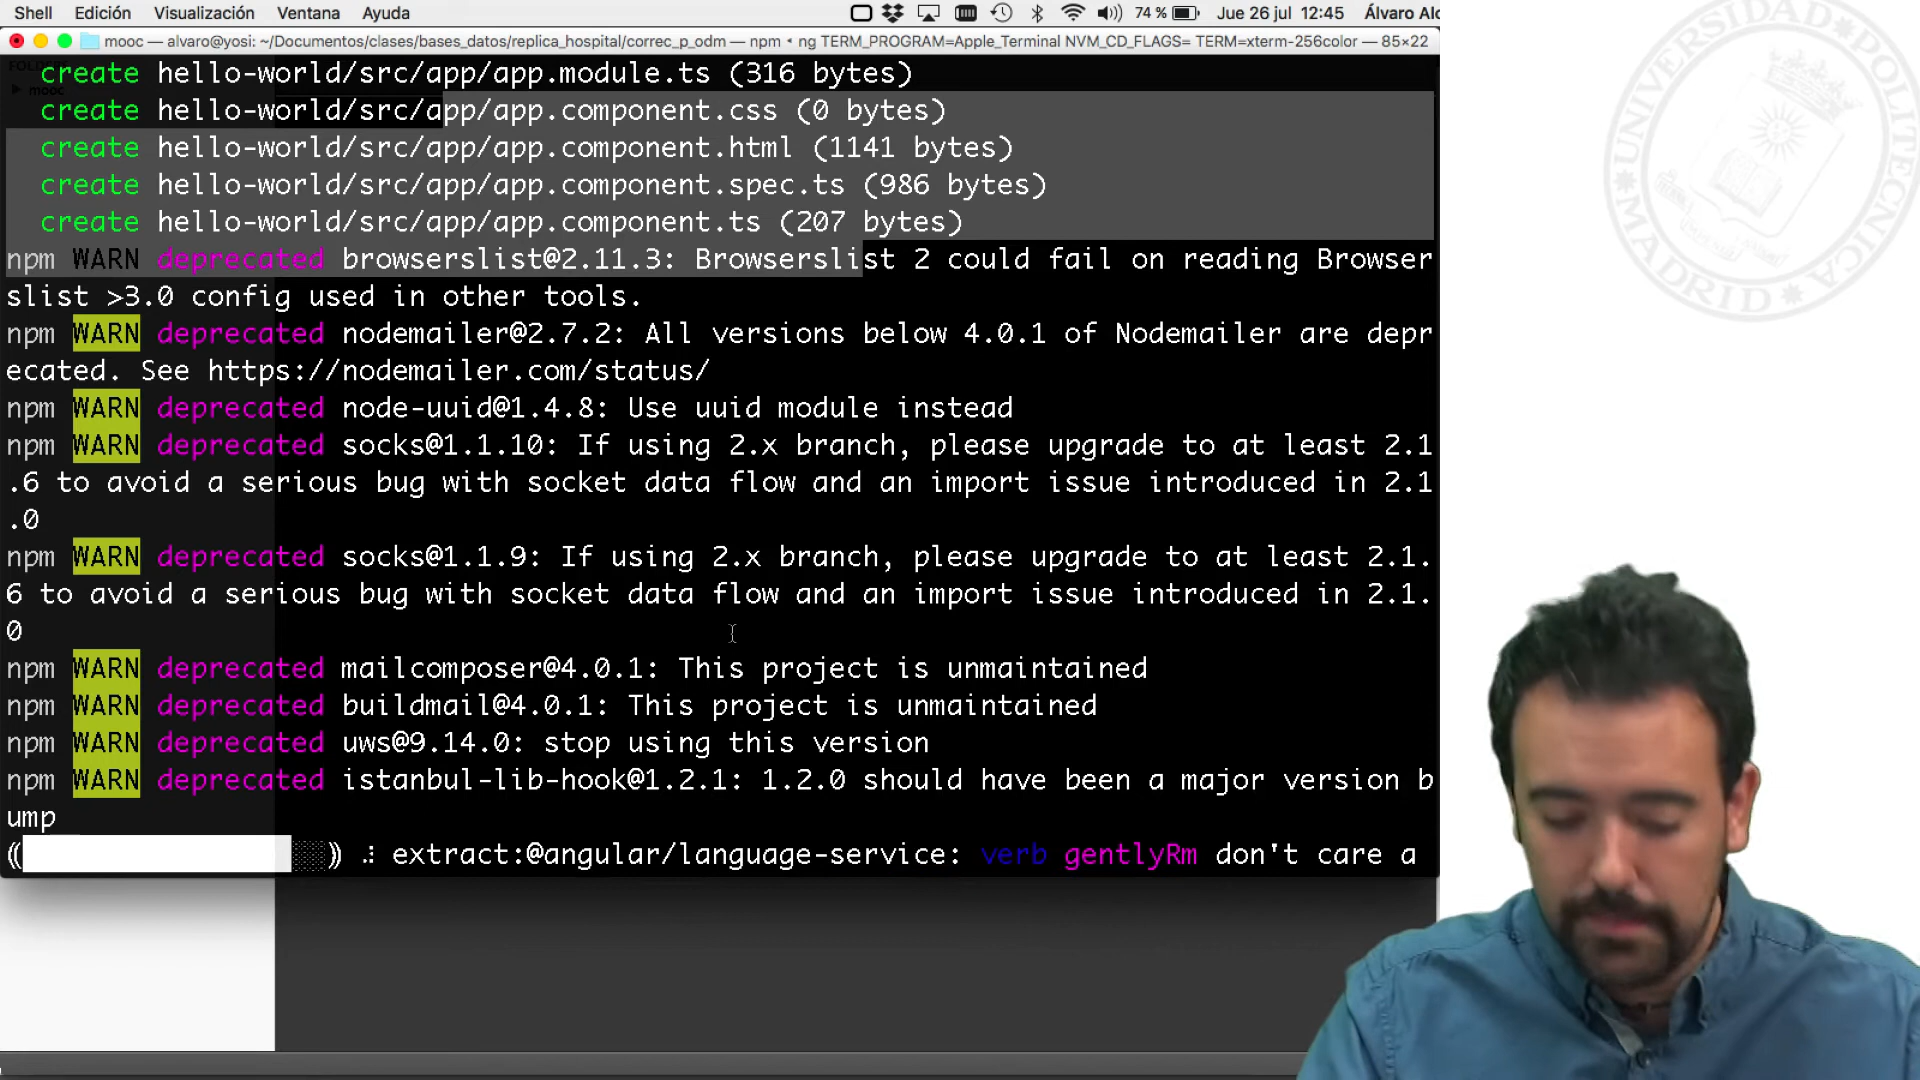 Shell Edición Visualización Ventana Ayuda 74 % Jue 26 jul 12:45 Álvaro Alo
mooc — alvaro@yosi: ~/Documentos/clases/bases_datos/replica_hospital/correc_p_odm — npm • ng TERM_PROGRAM=Apple_Terminal NVM_CD_FLAGS= TERM=xterm-256color — 85×22
create hello-world/src/app/app.module.ts (316 bytes)
create hello-world/src/app/app.component.css (0 bytes)
create hello-world/src/app/app.component.html (1141 bytes)
create hello-world/src/app/app.component.spec.ts (986 bytes)
create hello-world/src/app/app.component.ts (207 bytes)
npm WARN deprecated browserslist@2.11.3: Browserslist 2 could fail on reading Browser
slist >3.0 config used in other tools.
npm WARN deprecated nodemailer@2.7.2: All versions below 4.0.1 of Nodemailer are depr
ecated. See https://nodemailer.com/status/
npm WARN deprecated node-uuid@1.4.8: Use uuid module instead
npm WARN deprecated socks@1.1.10: If using 2.x branch, please upgrade to at least 2.1
.6 to avoid a serious bug with socket data flow and an import issue introduced in 2.1
.0
npm WARN deprecated socks@1.1.9: If using 2.x branch, please upgrade to at least 2.1.
6 to avoid a serious bug with socket data flow and an import issue introduced in 2.1.
0
npm WARN deprecated mailcomposer@4.0.1: This project is unmaintained
npm WARN deprecated buildmail@4.0.1: This project is unmaintained
npm WARN deprecated uws@9.14.0: stop using this version
npm WARN deprecated istanbul-lib-hook@1.2.1: 1.2.0 should have been a major version b
ump
extract:@angular/language-service: verb gentlyRm don't care a
UNIVERSIDAD POLITECNICA
MADRID